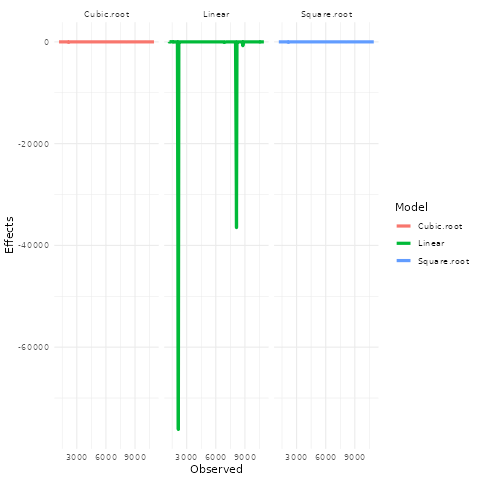 Cubic.root Linear Square.root
0
-20000
-40000
-60000
Effects
3000 6000 9000 3000 6000 9000 3000 6000 9000
Observed
Model
Cubic.root
Linear
Square.root